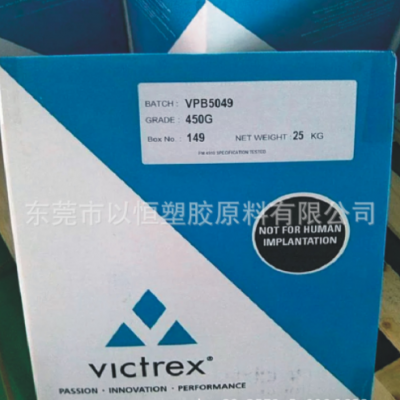 BATCH : VPB5049
GRADE : 450G
Box No. : 149 NET WEIGHT : 25 KG
东莞市以恒塑胶原料有限公司
NOT FOR HUMAN
IMPLANTATION
victrex®
PASSION · INNOVATION · PERFORMANCE